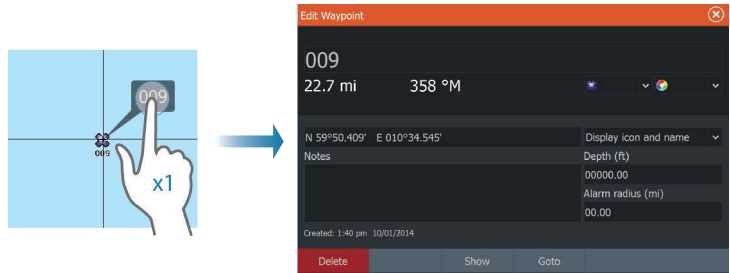 009
009
x1
Edit Waypoint
009
22.7 mi 358 °M
N 59°50.409' E 010°34.545' Display icon and name
Notes Depth (ft)
00000.00
Alarm radius (mi)
00.00
Created: 1:40 pm 10/01/2014
Delete Show Goto